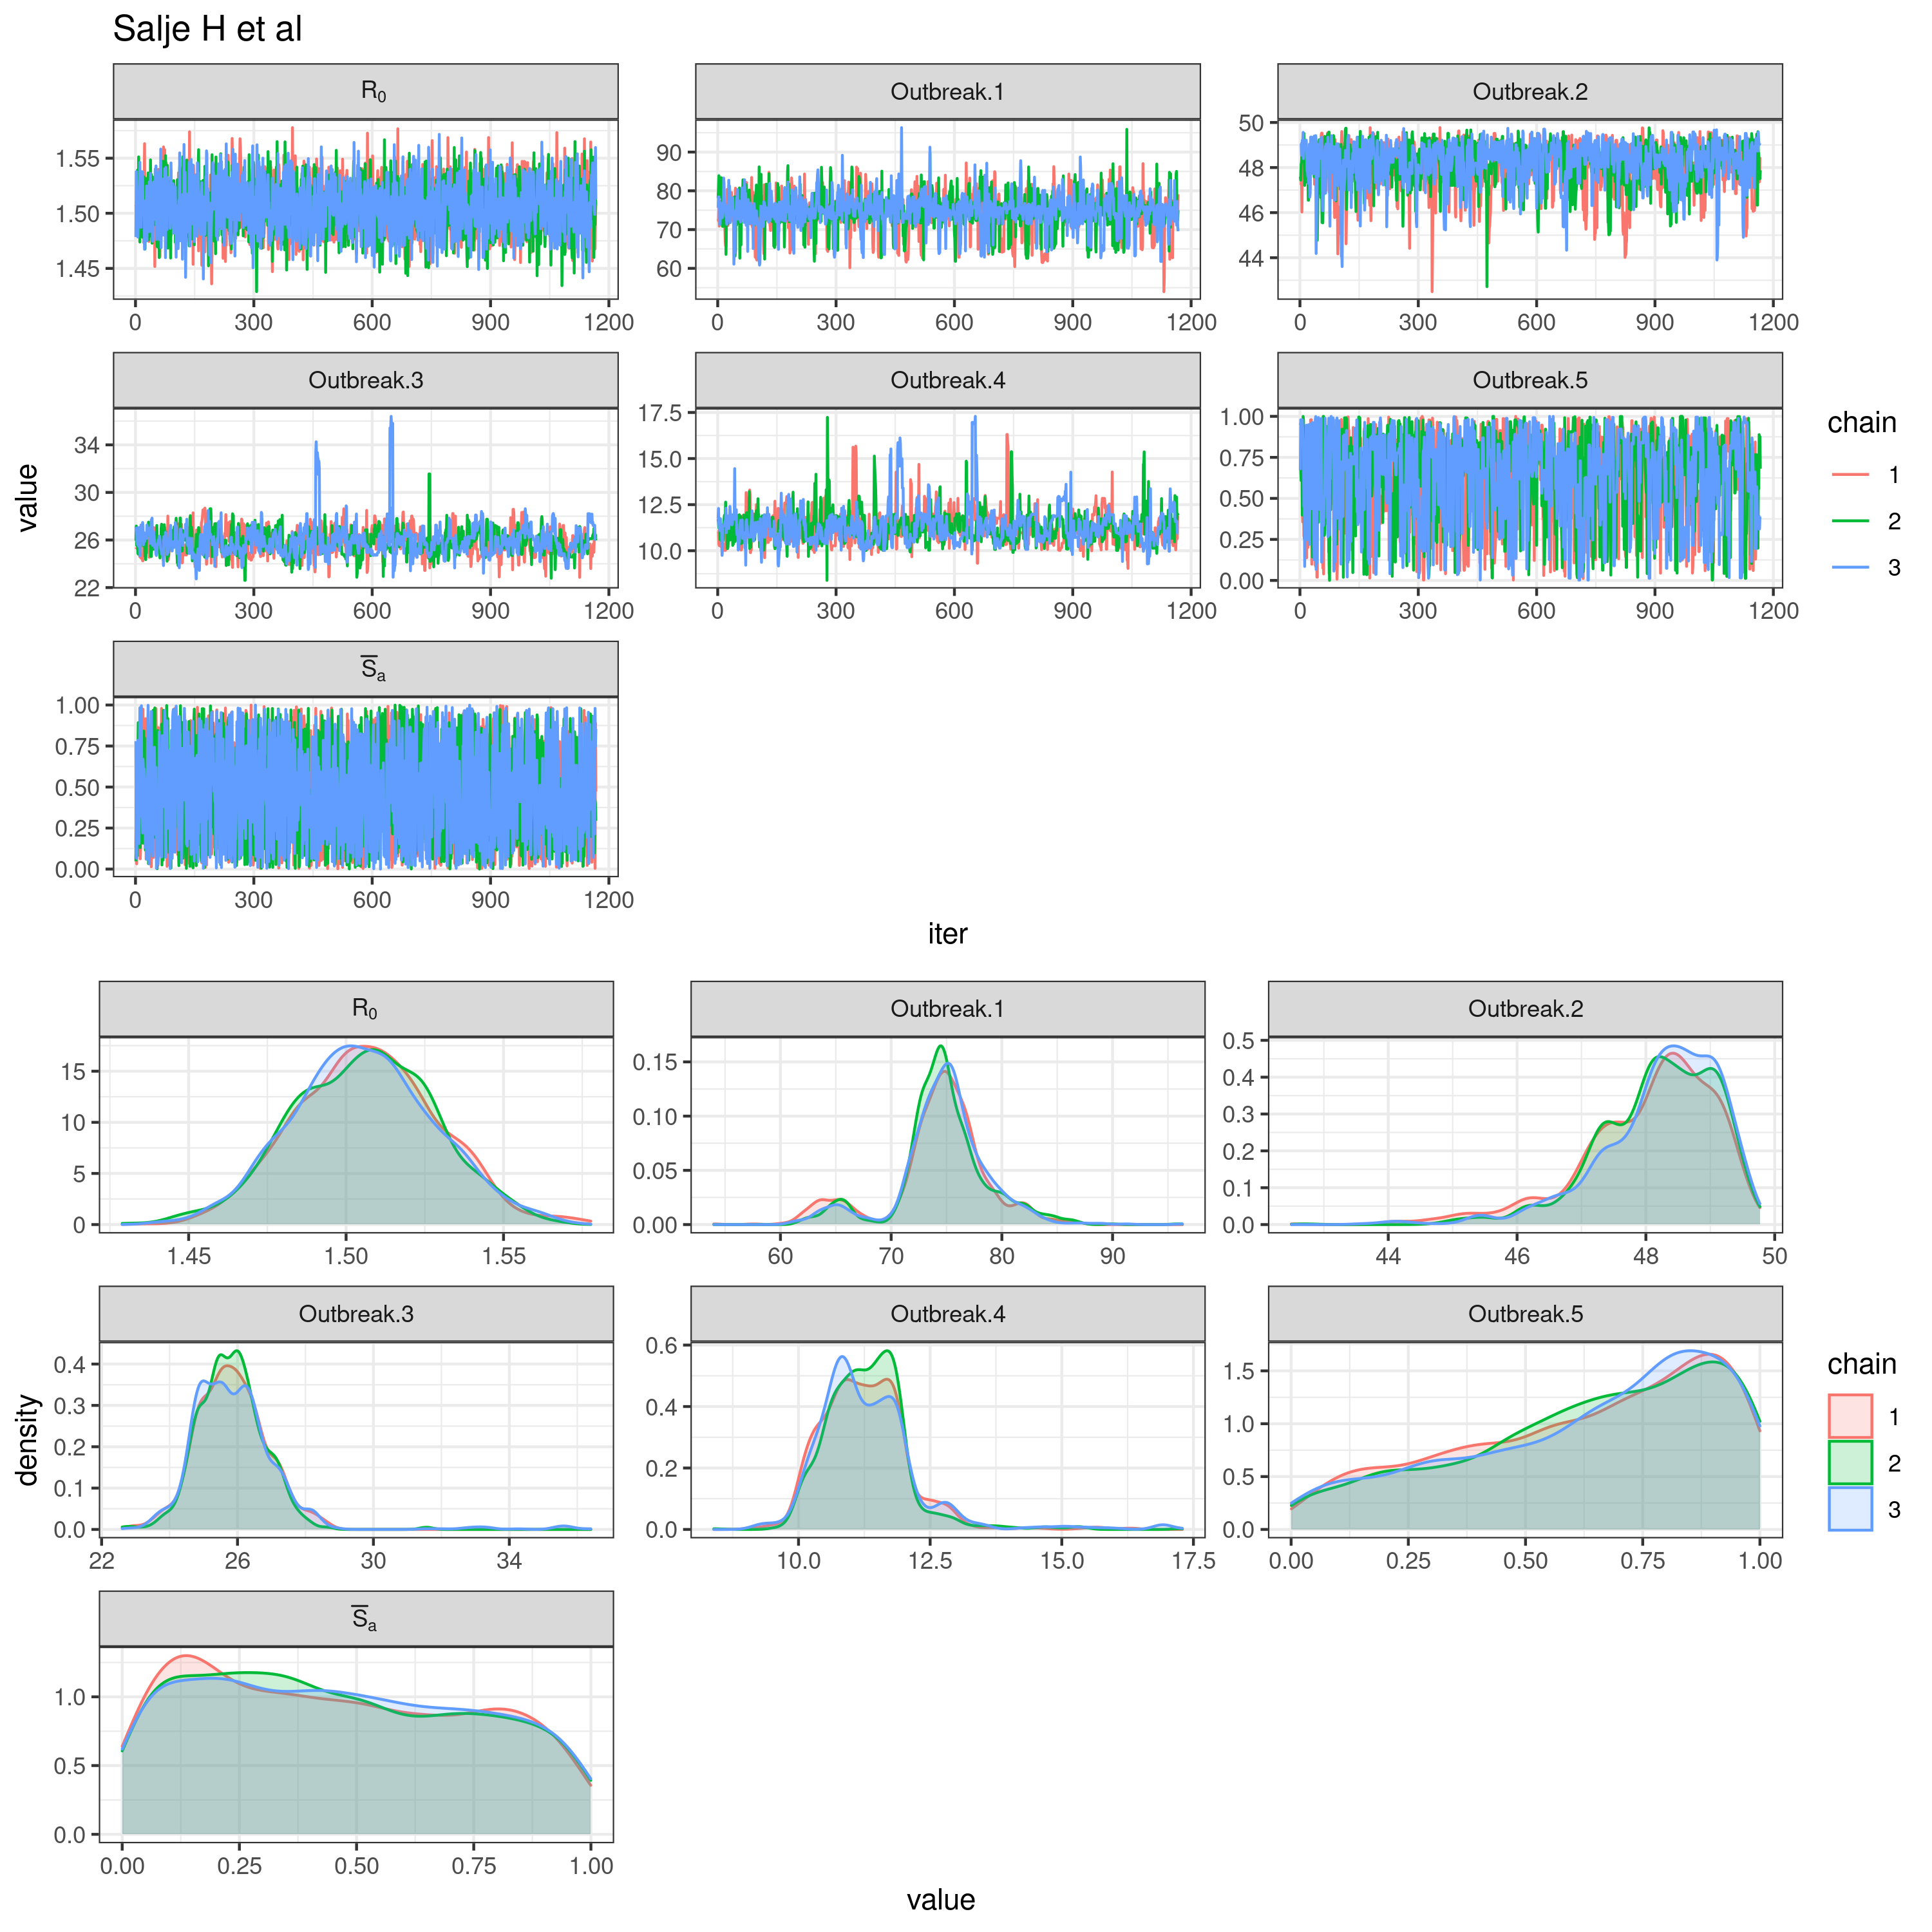 Salje H et al
R₀ Outbreak.1 Outbreak.2
1.55 1.50 1.45
90 80 70 60
50 48 46 44
0 300 600 900 1200 0 300 600 900 1200 0 300 600 900 1200
Outbreak.3 Outbreak.4 Outbreak.5
34 30 26 22
17.5 15.0 12.5 10.0
1.00 0.75 0.50 0.25 0.00
0 300 600 900 1200 0 300 600 900 1200 0 300 600 900 1200
S̅ₐ
1.00 0.75 0.50 0.25 0.00
0 300 600 900 1200
value
iter
chain
1
2
3
R₀ Outbreak.1 Outbreak.2
15 10 5 0
0.15 0.10 0.05 0.00
0.5 0.4 0.3 0.2 0.1 0.0
1.45 1.50 1.55 60 70 80 90 44 46 48 50
Outbreak.3 Outbreak.4 Outbreak.5
0.4 0.3 0.2 0.1 0.0
0.6 0.4 0.2 0.0
1.5 1.0 0.5 0.0
22 26 30 34 10.0 12.5 15.0 17.5 0.00 0.25 0.50 0.75 1.00
S̅ₐ
1.0 0.5 0.0
0.00 0.25 0.50 0.75 1.00
density
value
chain
1
2
3